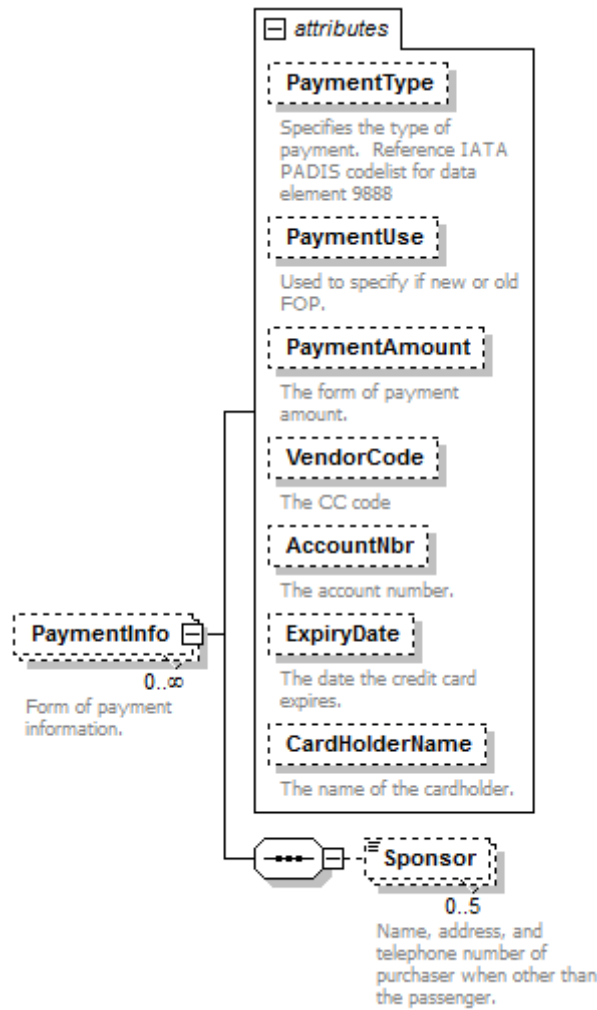 attributes
PaymentType
Specifies the type of
payment.  Reference IATA
PADIS codelist for data
element 9888
PaymentUse
Used to specify if new or old
FOP.
PaymentAmount
The form of payment
amount.
VendorCode
The CC code
AccountNbr
The account number.
ExpiryDate
The date the credit card
expires.
CardHolderName
The name of the cardholder.
PaymentInfo
0..∞
Form of payment
information.
Sponsor
0..5
Name, address, and
telephone number of
purchaser when other than
the passenger.